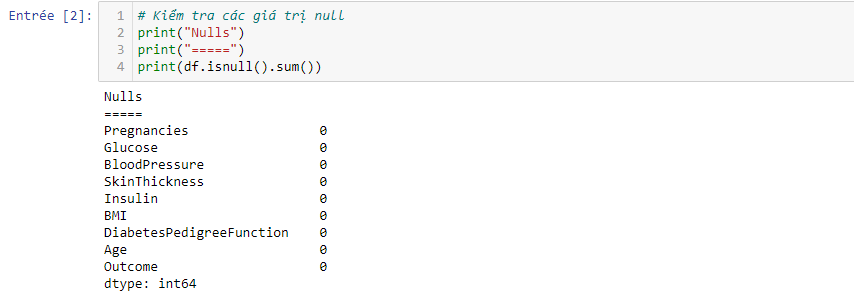 Entrée [2]:
1 # Kiểm tra các giá trị null
2 print("Nulls")
3 print("=====")
4 print(df.isnull().sum())
Nulls
=====
Pregnancies 0
Glucose 0
BloodPressure 0
SkinThickness 0
Insulin 0
BMI 0
DiabetesPedigreeFunction 0
Age 0
Outcome 0
dtype: int64